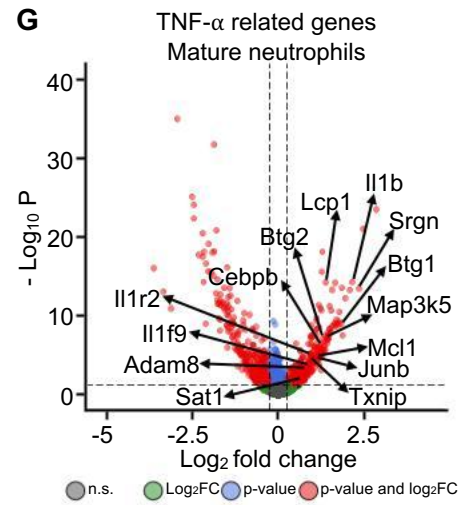 G
TNF-α related genes
Mature neutrophils
- Log10 P
40
30
20
10
0
Il1b
Lcp1
Srgn
Btg2
Btg1
Cebpb
Map3k5
Il1r2
Il1f9
Mcl1
Adam8
Junb
Sat1
Txnip
-5
-2.5
0
2.5
Log2 fold change
n.s.
Log2FC
p-value
p-value and log2FC